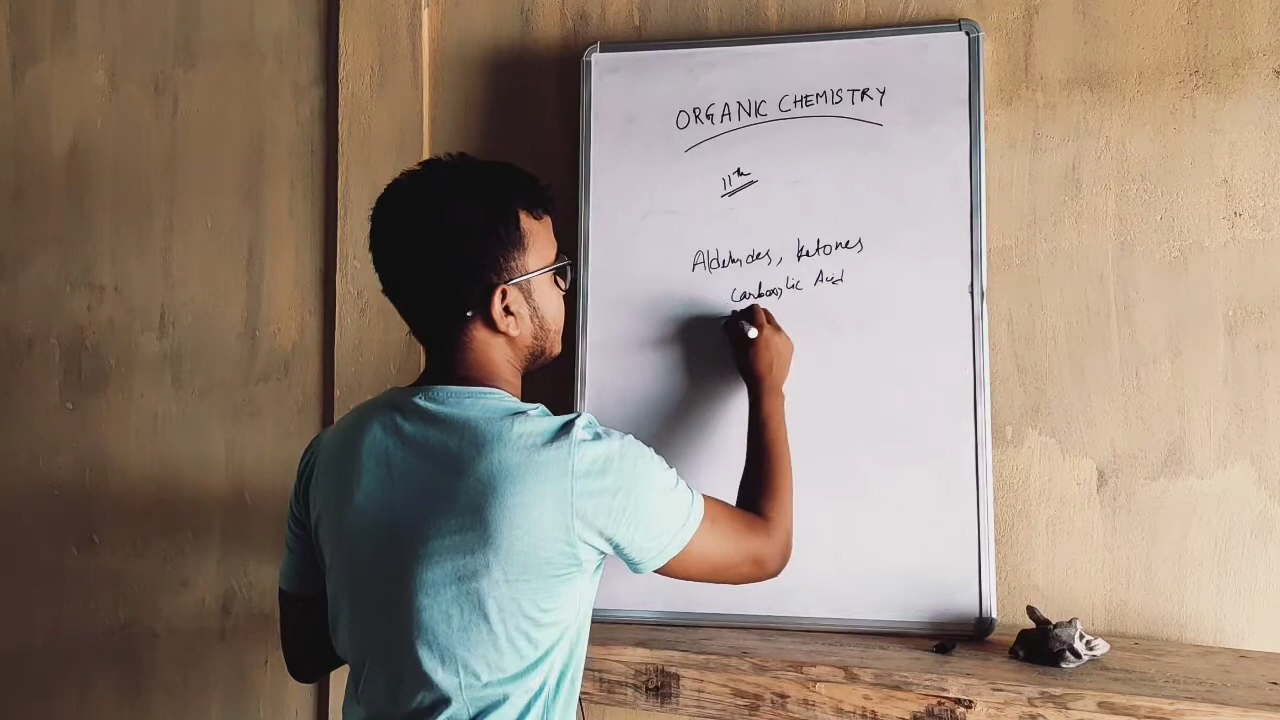 ORGANIC CHEMISTRY
11th
Aldehydes, ketones
Carboxylic Acid